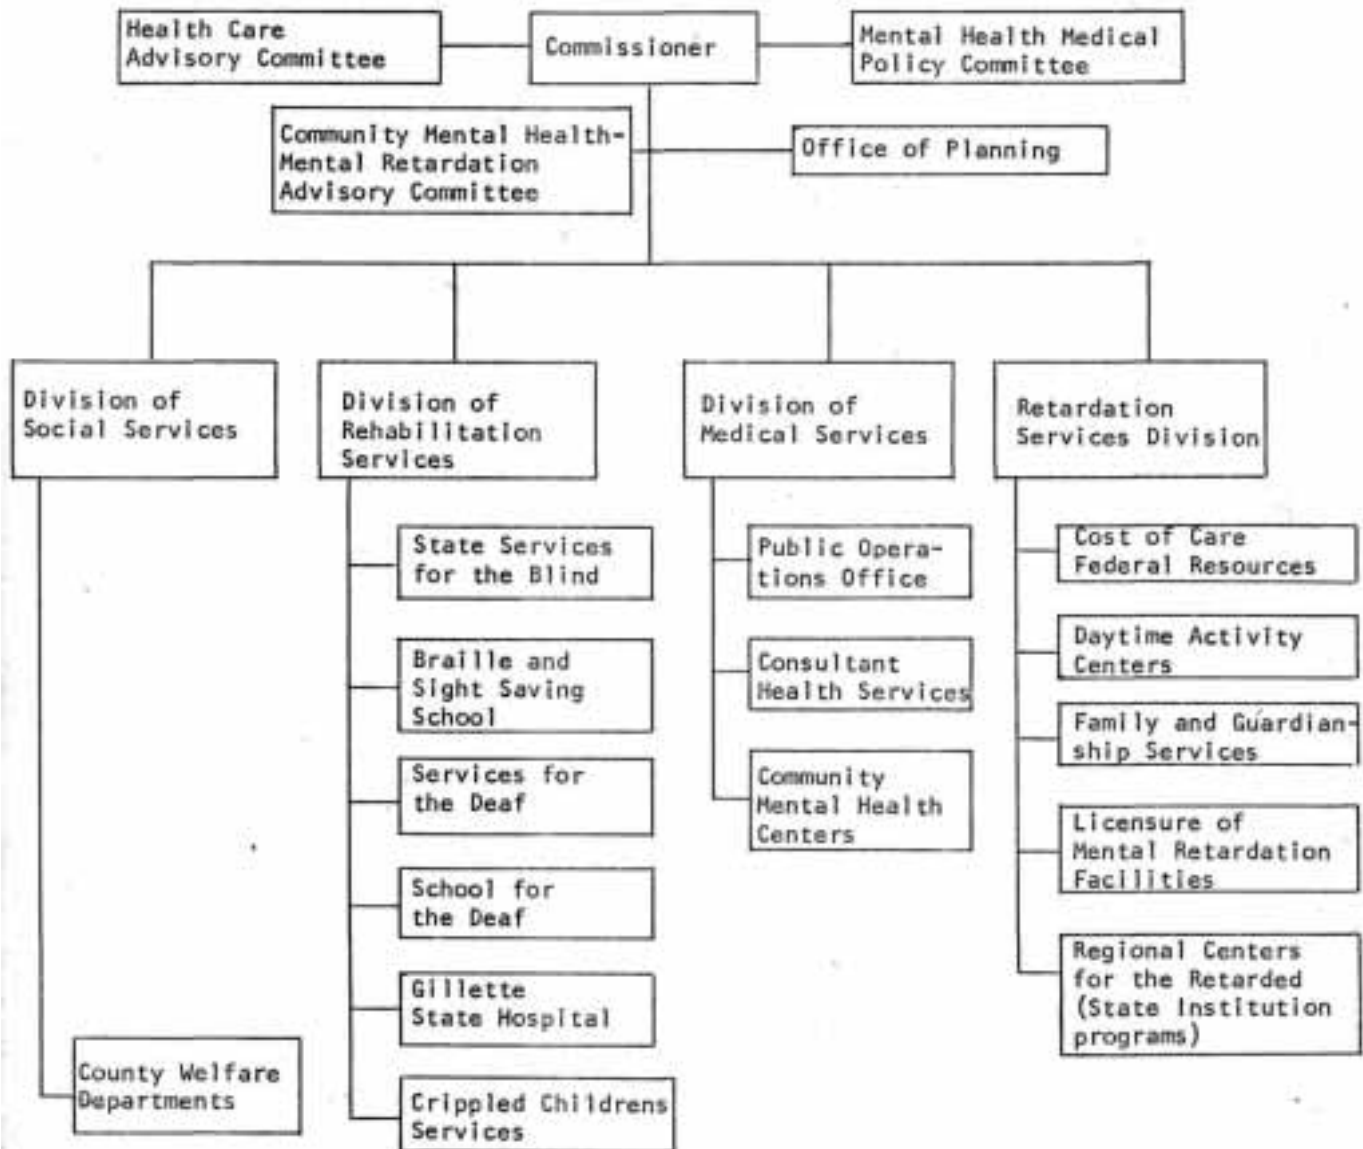 Health Care
Advisory Committee
Commissioner
Mental Health Medical
Policy Committee
Community Mental Health-
Mental Retardation
Advisory Committee
Office of Planning
Division of
Social Services
Division of
Rehabilitation
Services
Division of
Medical Services
Retardation
Services Division
State Services
for the Blind
Braille and
Sight Saving
School
Services for
the Deaf
School for
the Deaf
Gillette
State Hospital
Crippled Childrens
Services
County Welfare
Departments
Public Opera-
tions Office
Consultant
Health Services
Community
Mental Health
Centers
Cost of Care
Federal Resources
Daytime Activity
Centers
Family and Guardian-
ship Services
Licensure of
Mental Retardation
Facilities
Regional Centers
for the Retarded
(State Institution
programs)